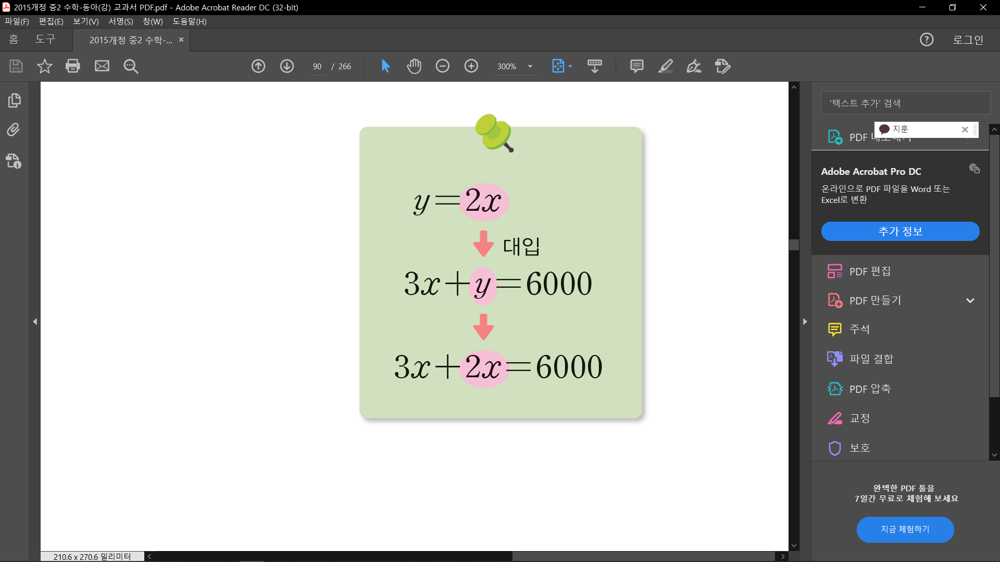 2015개정 중2 수학-동아(강) 교과서 PDF.pdf - Adobe Acrobat Reader DC (32-bit)
파일(F) 편집(E) 보기(V) 서명(S) 창(W) 도움말(H)
홈 도구 2015개정 중2 수학-... × 로그인
90 / 266 300%
'텍스트 추가' 검색
지훈
PDF
Adobe Acrobat Pro DC
온라인으로 PDF 파일을 Word 또는
Excel로 변환
추가 정보
PDF 편집
PDF 만들기
주석
파일 결합
PDF 압축
교정
보호
완벽한 PDF 툴을
7일간 무료로 체험해 보세요
지금 체험하기
y=2x
대입
3x+y=6000
3x+2x=6000
210.6 x 270.6 밀리미터